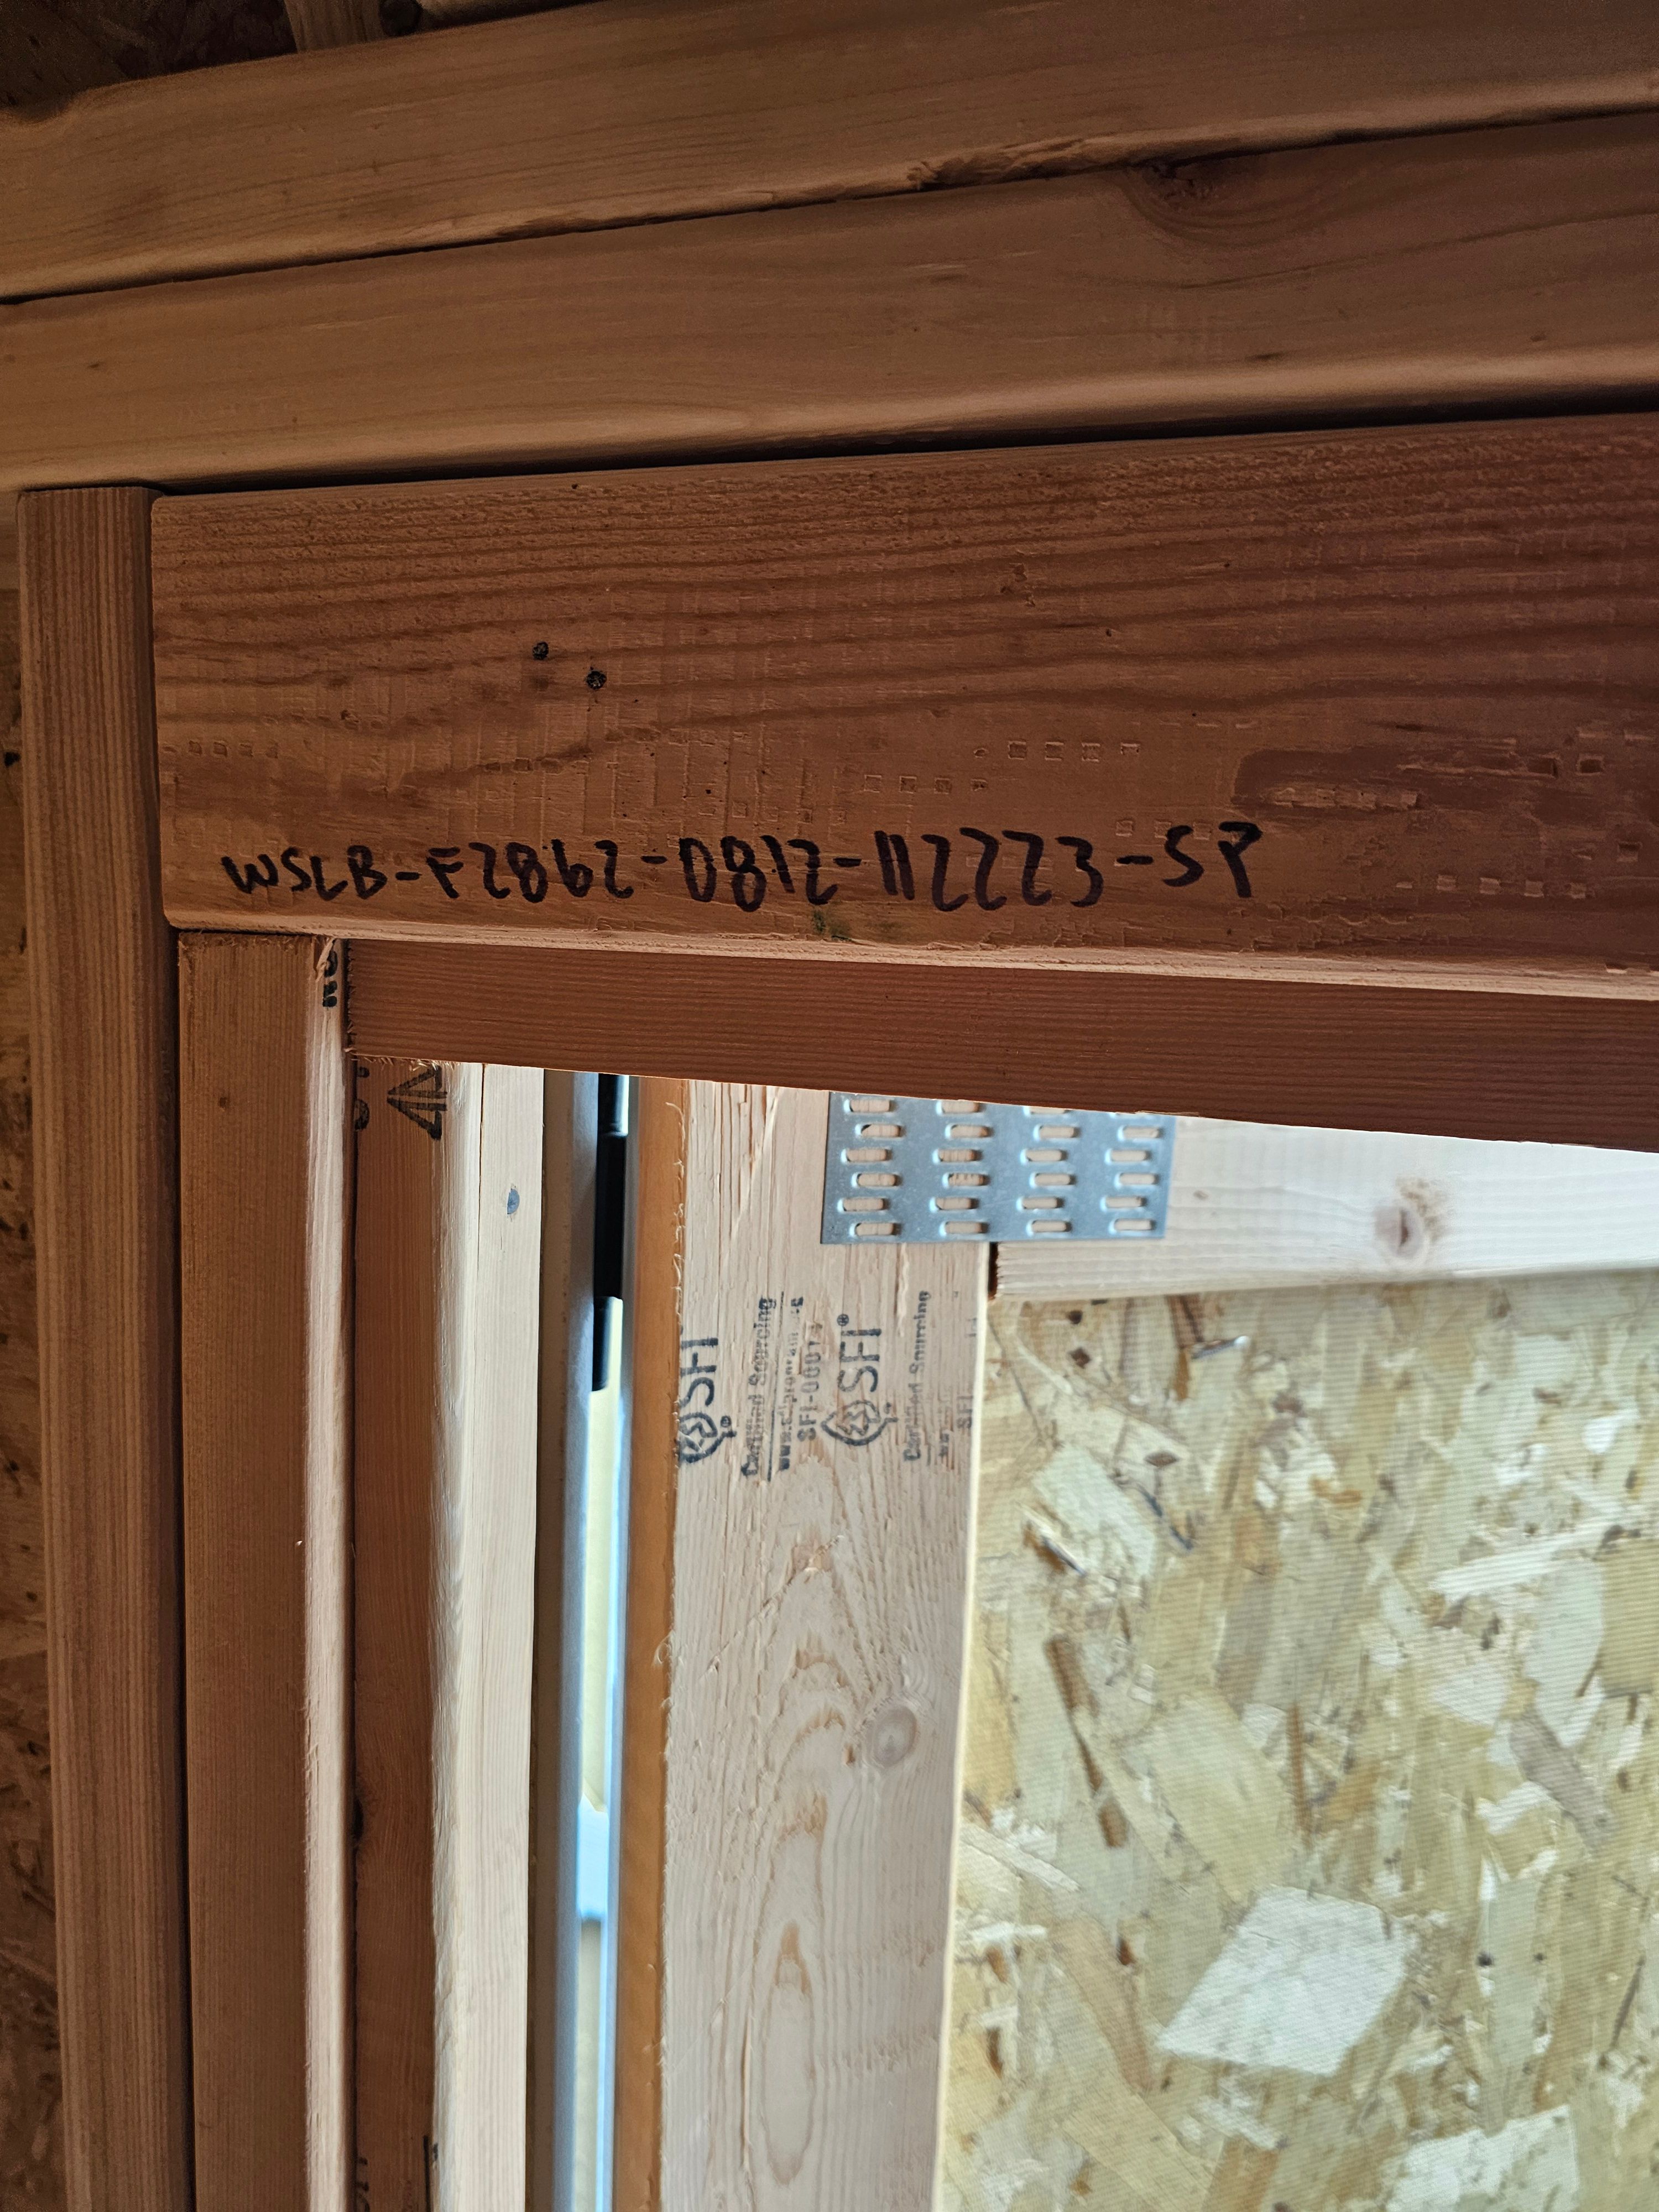 WSLB-F2862-0812-112223-SP
SFI
Certified Sourcing
SFI®
Certified Sourcing